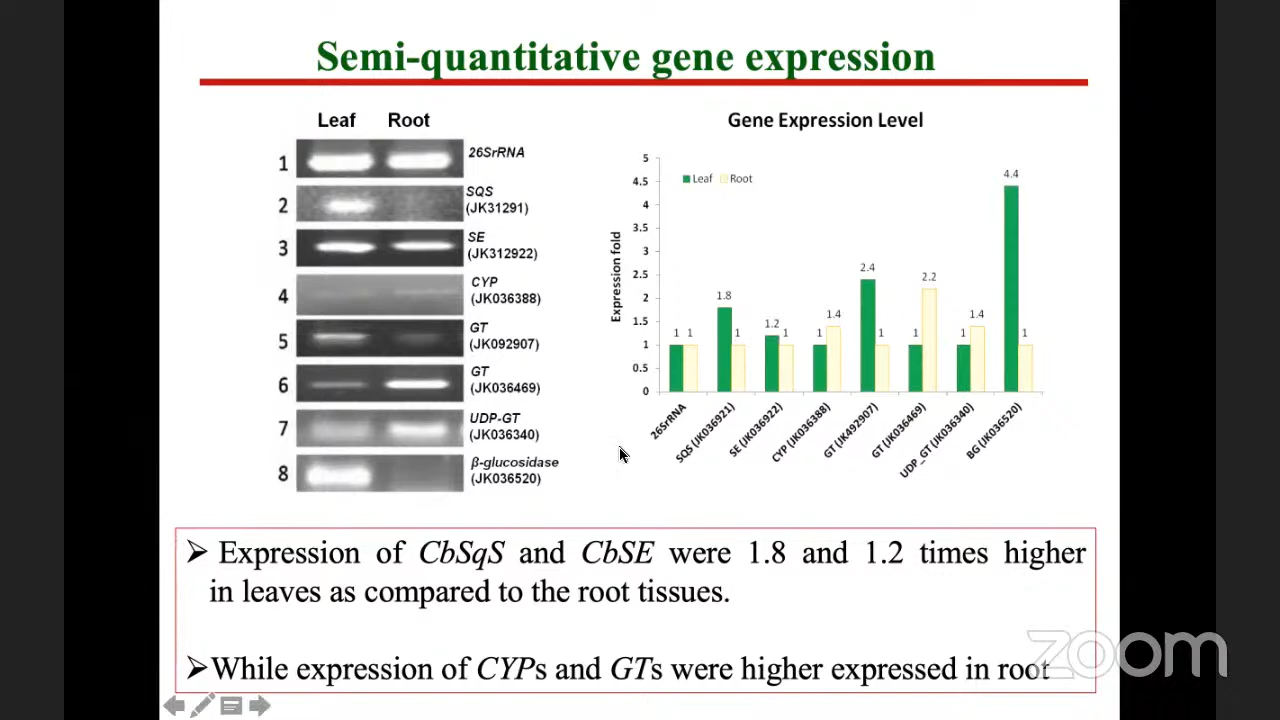 Semi-quantitative gene expression
Leaf Root
1 26SrRNA
2 SQS
(JK31291)
3 SE
(JK312922)
4 CYP
(JK036388)
5 GT
(JK092907)
6 GT
(JK036469)
7 UDP-GT
(JK036340)
8 β-glucosidase
(JK036520)
Gene Expression Level
Leaf Root
Expression fold
5
4.5
4
3.5
3
2.5
2
1.5
1
0.5
0
1 1
1.8 1
1.2 1
1 1.4
2.4 1
1 2.2
1 1.4
4.4 1
26SrRNA
SQS (JK036921)
SE (JK036922)
CYP (JK036388)
GT (JK492907)
GT (JK036469)
UDP_GT (JK036340)
BG (JK036520)
➢ Expression of CbSqS and CbSE were 1.8 and 1.2 times higher
in leaves as compared to the root tissues.
➢While expression of CYPs and GTs were higher expressed in root
zoom